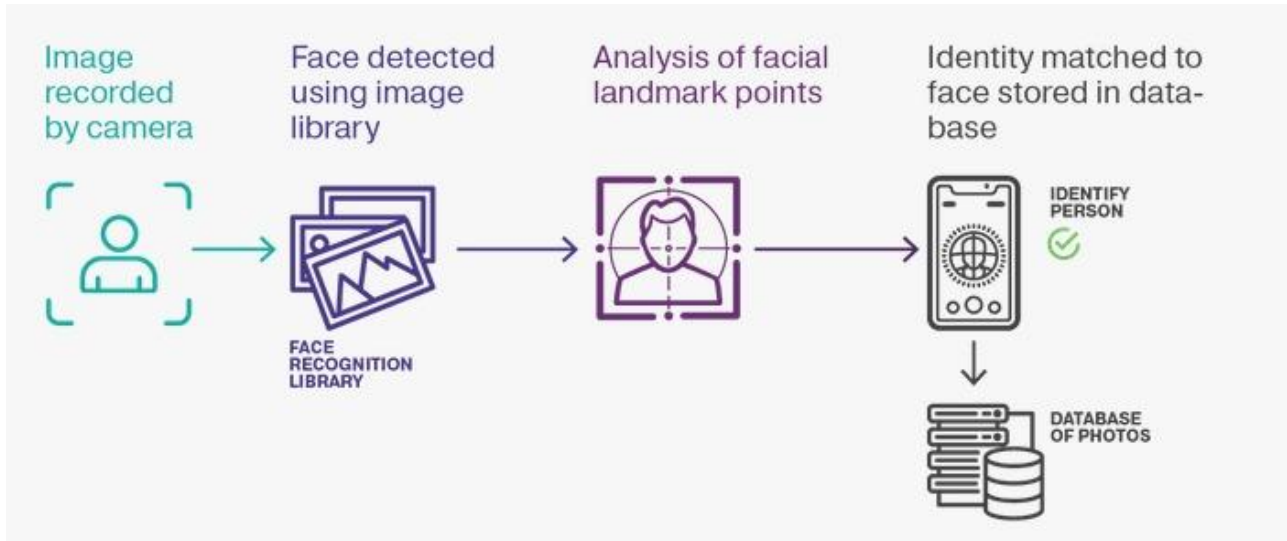 Image
recorded
by camera
Face detected
using image
library
Analysis of facial
landmark points
Identity matched to
face stored in data-
base
FACE
RECOGNITION
LIBRARY
IDENTIFY
PERSON
DATABASE
OF PHOTOS